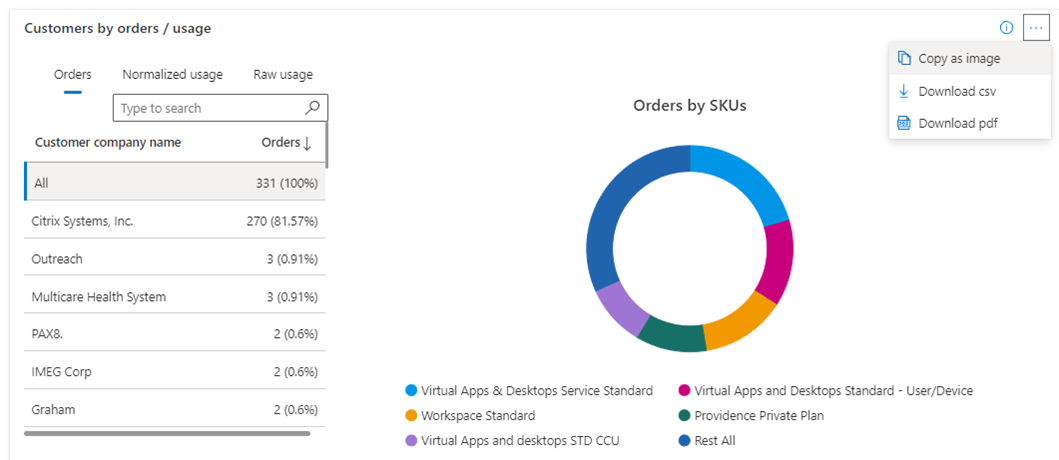 Customers by orders / usage
Copy as image
Download csv
Download pdf
Orders Normalized usage Raw usage
Type to search
Customer company name Orders↓
All 331 (100%)
Citrix Systems, Inc. 270 (81.57%)
Outreach 3 (0.91%)
Multicare Health System 3 (0.91%)
PAX8. 2 (0.6%)
IMEG Corp 2 (0.6%)
Graham 2 (0.6%)
Orders by SKUs
Virtual Apps & Desktops Service Standard Virtual Apps and Desktops Standard - User/Device
Workspace Standard Providence Private Plan
Virtual Apps and desktops STD CCU Rest All